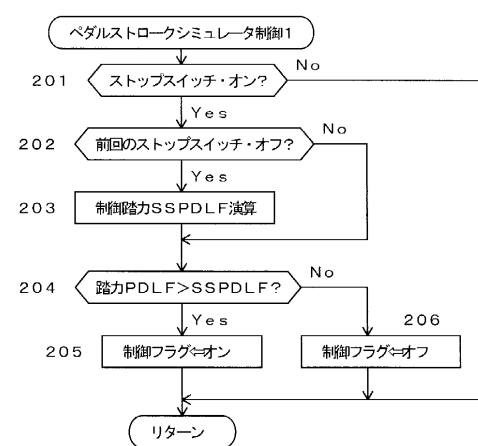 ペダルストロークシミュレータ制御1
201
ストップスイッチ・オン?
No
Yes
202
前回のストップスイッチ・オフ?
No
Yes
203
制御踏力SSPDLF演算
204
踏力PDLF>SSPDLF?
No
Yes
206
205
制御フラグ⇐オン
制御フラグ⇐オフ
リターン